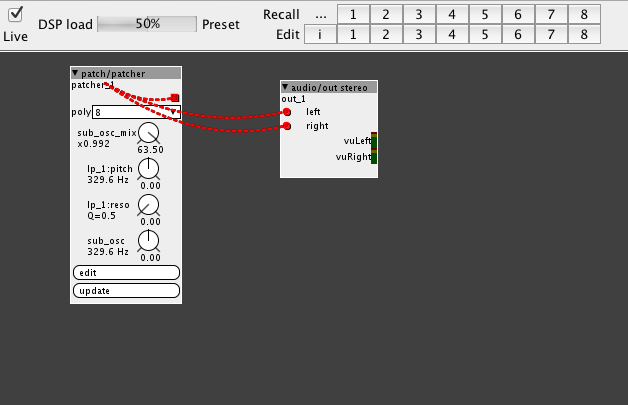 Live
DSP load 50% Preset
Recall ... 1 2 3 4 5 6 7 8
Edit i 1 2 3 4 5 6 7 8
patch/patcher
patcher_1
poly 8
sub_osc_mix
x0.992
63.50
lp_1:pitch
329.6 Hz
0.00
lp_1:reso
Q=0.5
0.00
sub_osc
329.6 Hz
0.00
edit
update
audio/out stereo
out_1
left
right
vuLeft
vuRight